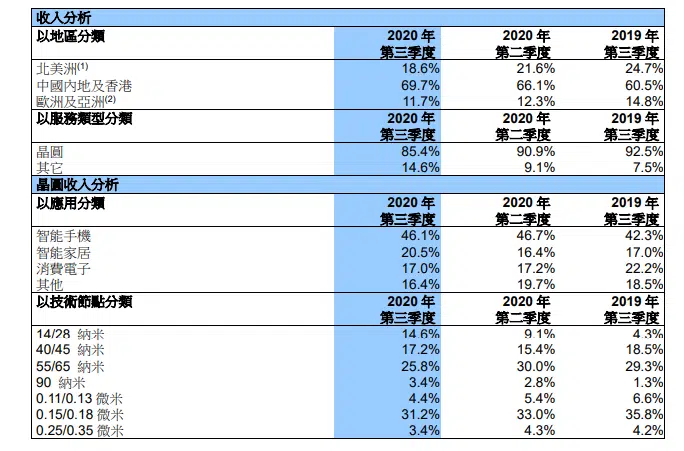 收入分析
以地區分類 2020 年 第三季度 2020 年 第二季度 2019 年 第三季度
北美洲(1) 18.6% 21.6% 24.7%
中國內地及香港 69.7% 66.1% 60.5%
歐洲及亞洲(2) 11.7% 12.3% 14.8%
以服務類型分類 2020 年 第三季度 2020 年 第二季度 2019 年 第三季度
晶圓 85.4% 90.9% 92.5%
其它 14.6% 9.1% 7.5%
晶圓收入分析
以應用分類 2020 年 第三季度 2020 年 第二季度 2019 年 第三季度
智能手機 46.1% 46.7% 42.3%
智能家居 20.5% 16.4% 17.0%
消費電子 17.0% 17.2% 22.2%
其他 16.4% 19.7% 18.5%
以技術節點分類 2020 年 第三季度 2020 年 第二季度 2019 年 第三季度
14/28 納米 14.6% 9.1% 4.3%
40/45 納米 17.2% 15.4% 18.5%
55/65 納米 25.8% 30.0% 29.3%
90 納米 3.4% 2.8% 1.3%
0.11/0.13 微米 4.4% 5.4% 6.6%
0.15/0.18 微米 31.2% 33.0% 35.8%
0.25/0.35 微米 3.4% 4.3% 4.2%